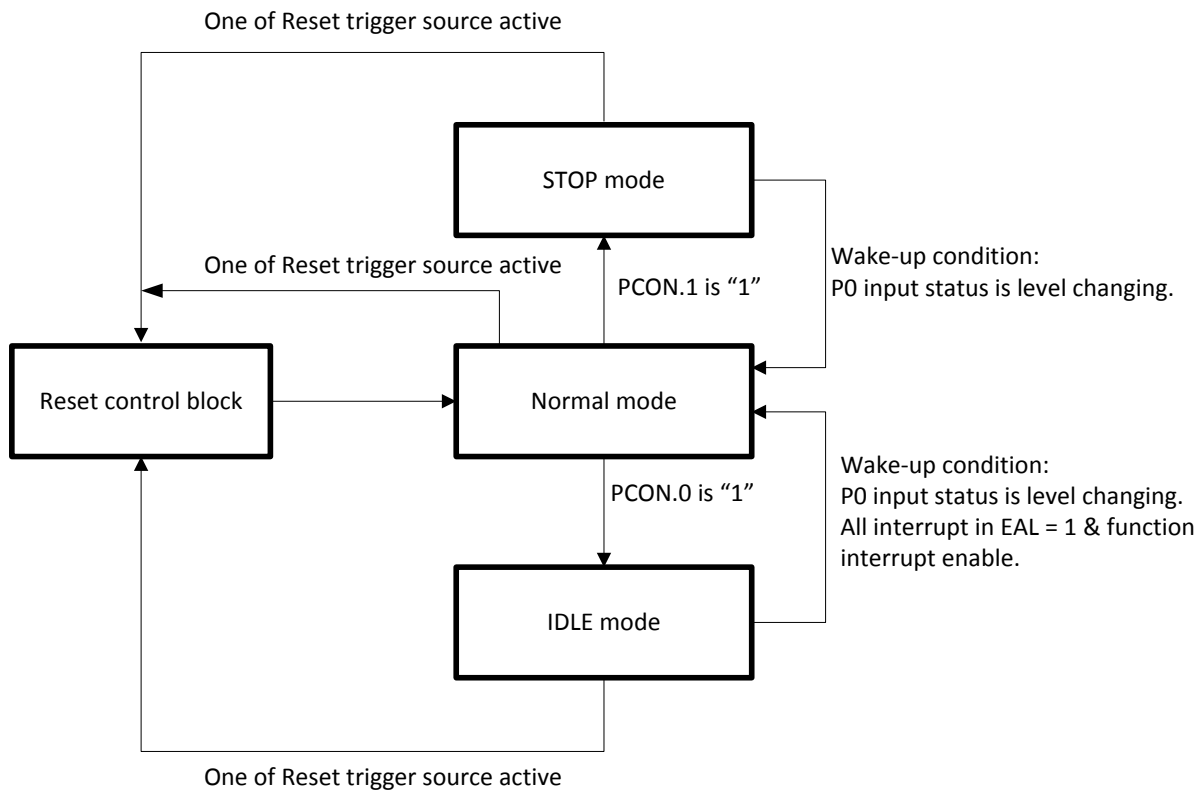 One of Reset trigger source active
STOP mode
Wake-up condition:
P0 input status is level changing.
One of Reset trigger source active
PCON.1 is “1”
Reset control block
Normal mode
PCON.0 is “1”
Wake-up condition:
P0 input status is level changing.
All interrupt in EAL = 1 & function
interrupt enable.
IDLE mode
One of Reset trigger source active